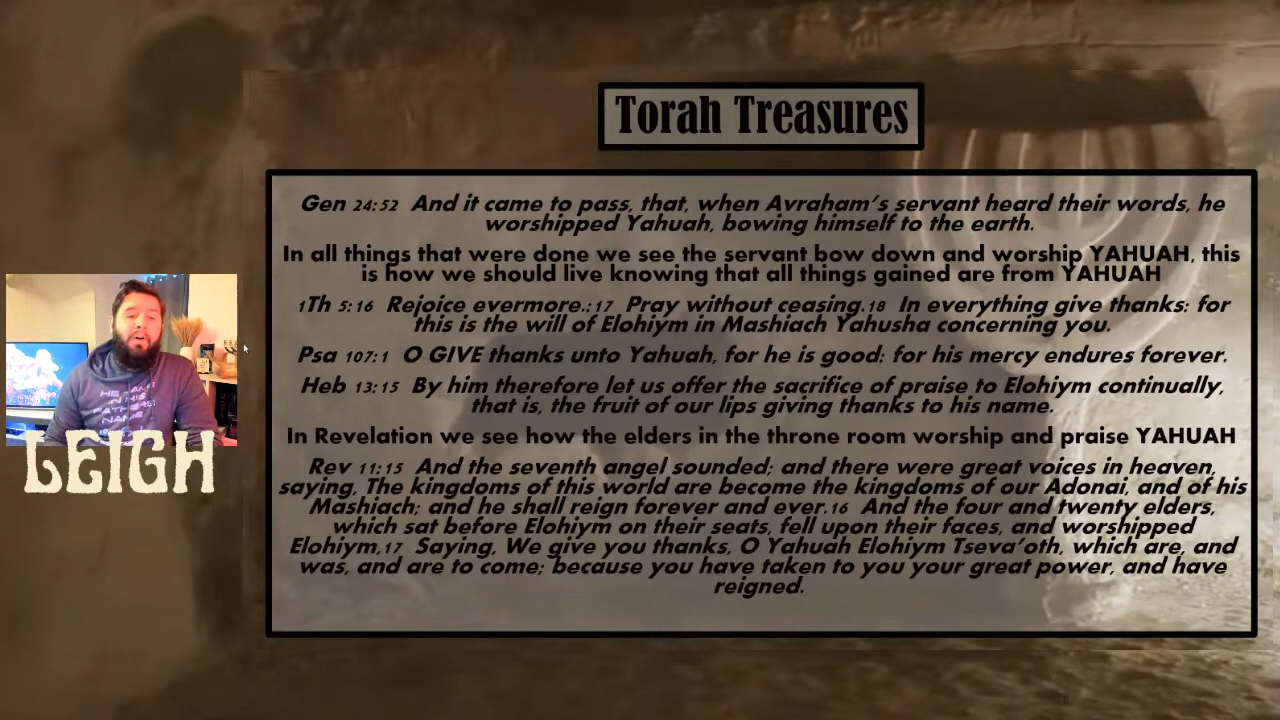 Torah Treasures
Gen 24:52 And it came to pass, that, when Avraham's servant heard their words, he
worshipped Yahuah, bowing himself to the earth.
In all things that were done we see the servant bow down and worship YAHUAH, this
is how we should live knowing that all things gained are from YAHUAH
1Th 5:16 Rejoice evermore.:17 Pray without ceasing.18 In everything give thanks: for
this is the will of Elohiym in Mashiach Yahusha concerning you.
Psa 107:1 O GIVE thanks unto Yahuah, for he is good: for his mercy endures forever.
Heb 13:15 By him therefore let us offer the sacrifice of praise to Elohiym continually,
that is, the fruit of our lips giving thanks to his name.
In Revelation we see how the elders in the throne room worship and praise YAHUAH
Rev 11:15 And the seventh angel sounded; and there were great voices in heaven,
saying, The kingdoms of this world are become the kingdoms of our Adonai, and of his
Mashiach; and he shall reign forever and ever.16 And the four and twenty elders,
which sat before Elohiym on their seats, fell upon their faces, and worshipped
Elohiym,17 Saying, We give you thanks, O Yahuah Elohiym Tseva'oth, which are, and
was, and are to come; because you have taken to you your great power, and have
reigned.
HE AND
IN HIS
FATHERS
NAME
LEIGH